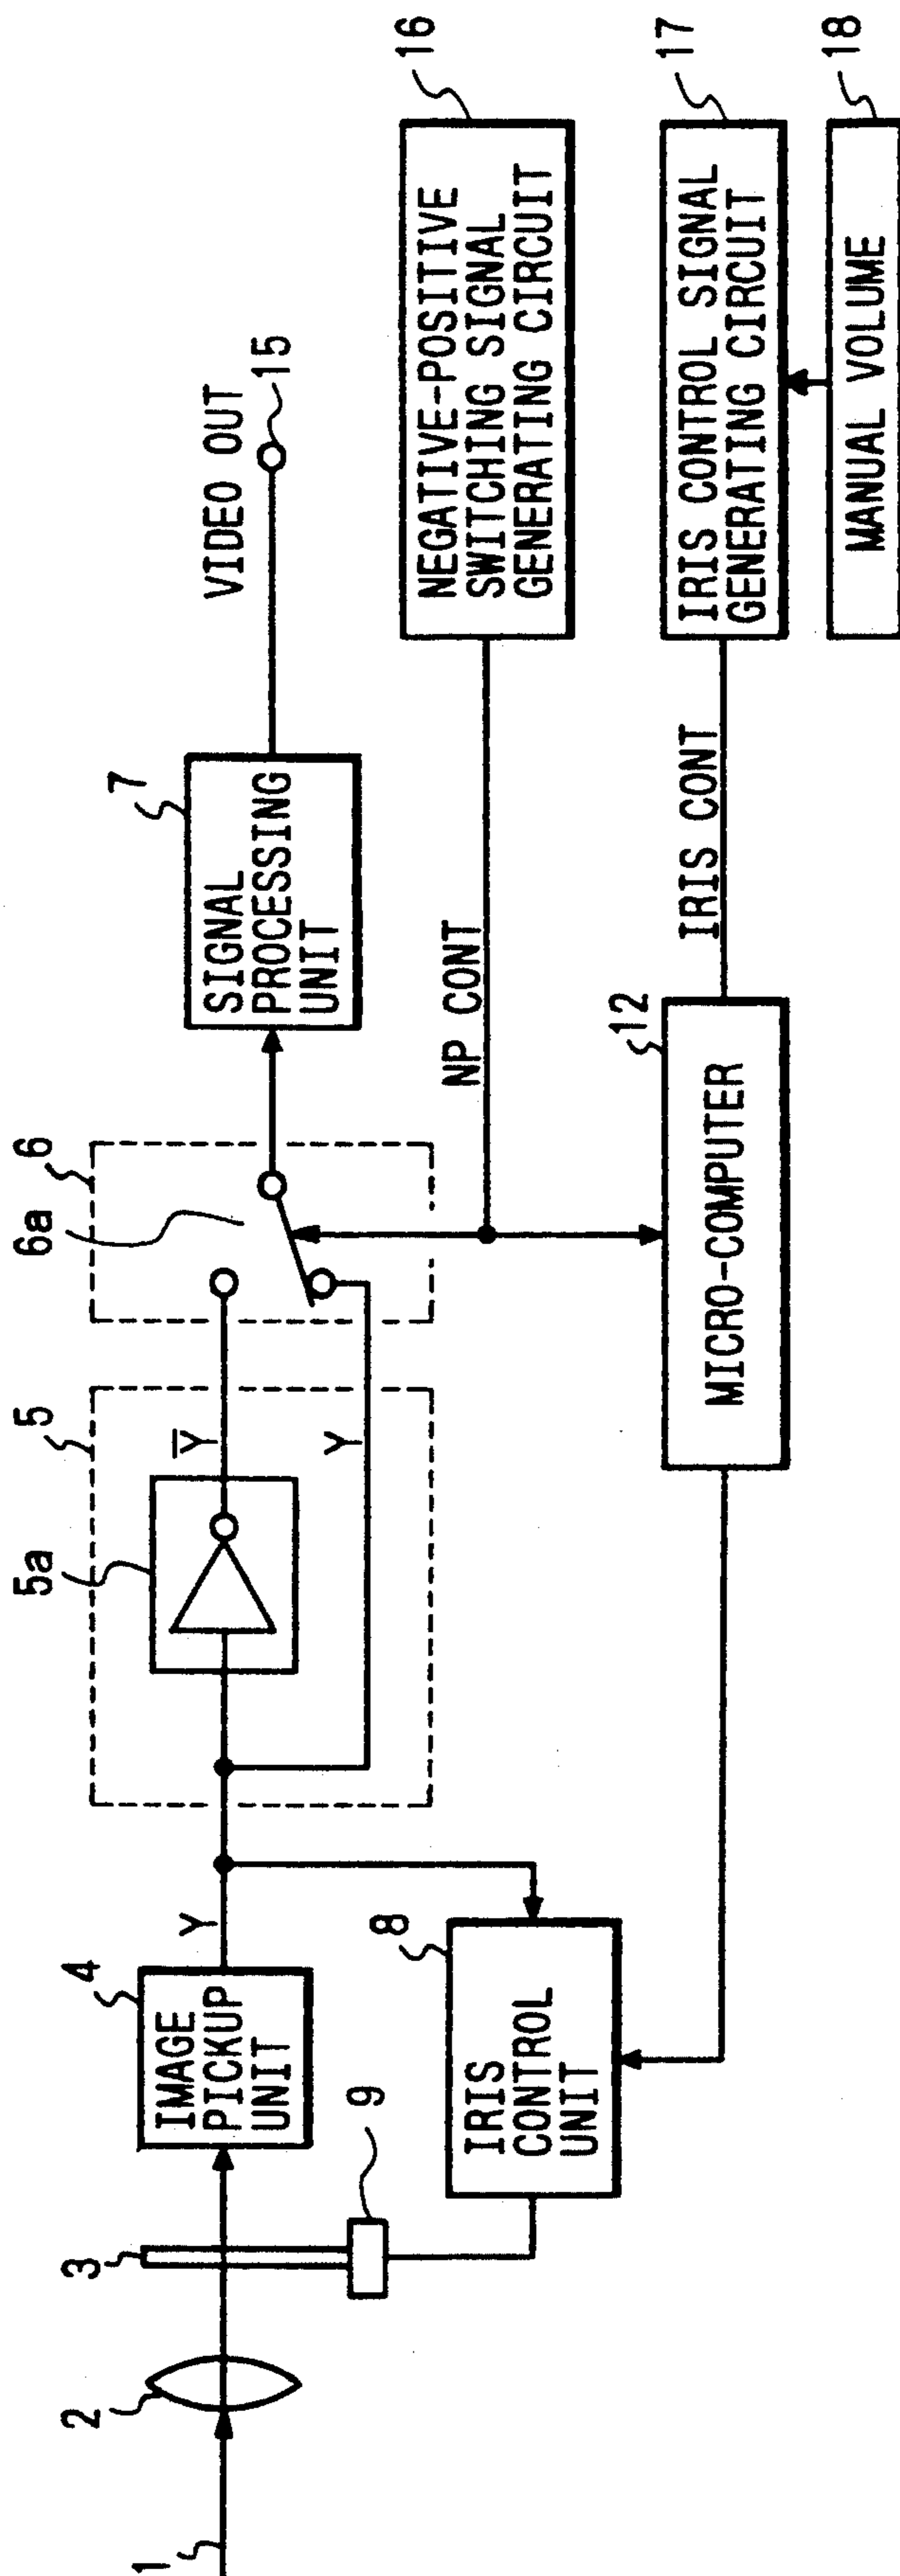 1
2
3
4
IMAGE
PICKUP
UNIT
Y
9
8
IRIS
CONTROL
UNIT
5
5a
Y̅
Y
6
6a
7
SIGNAL
PROCESSING
UNIT
VIDEO OUT
15
NP CONT
16
NEGATIVE-POSITIVE
SWITCHING SIGNAL
GENERATING CIRCUIT
12
MICRO-COMPUTER
IRIS CONT
17
IRIS CONTROL SIGNAL
GENERATING CIRCUIT
18
MANUAL VOLUME